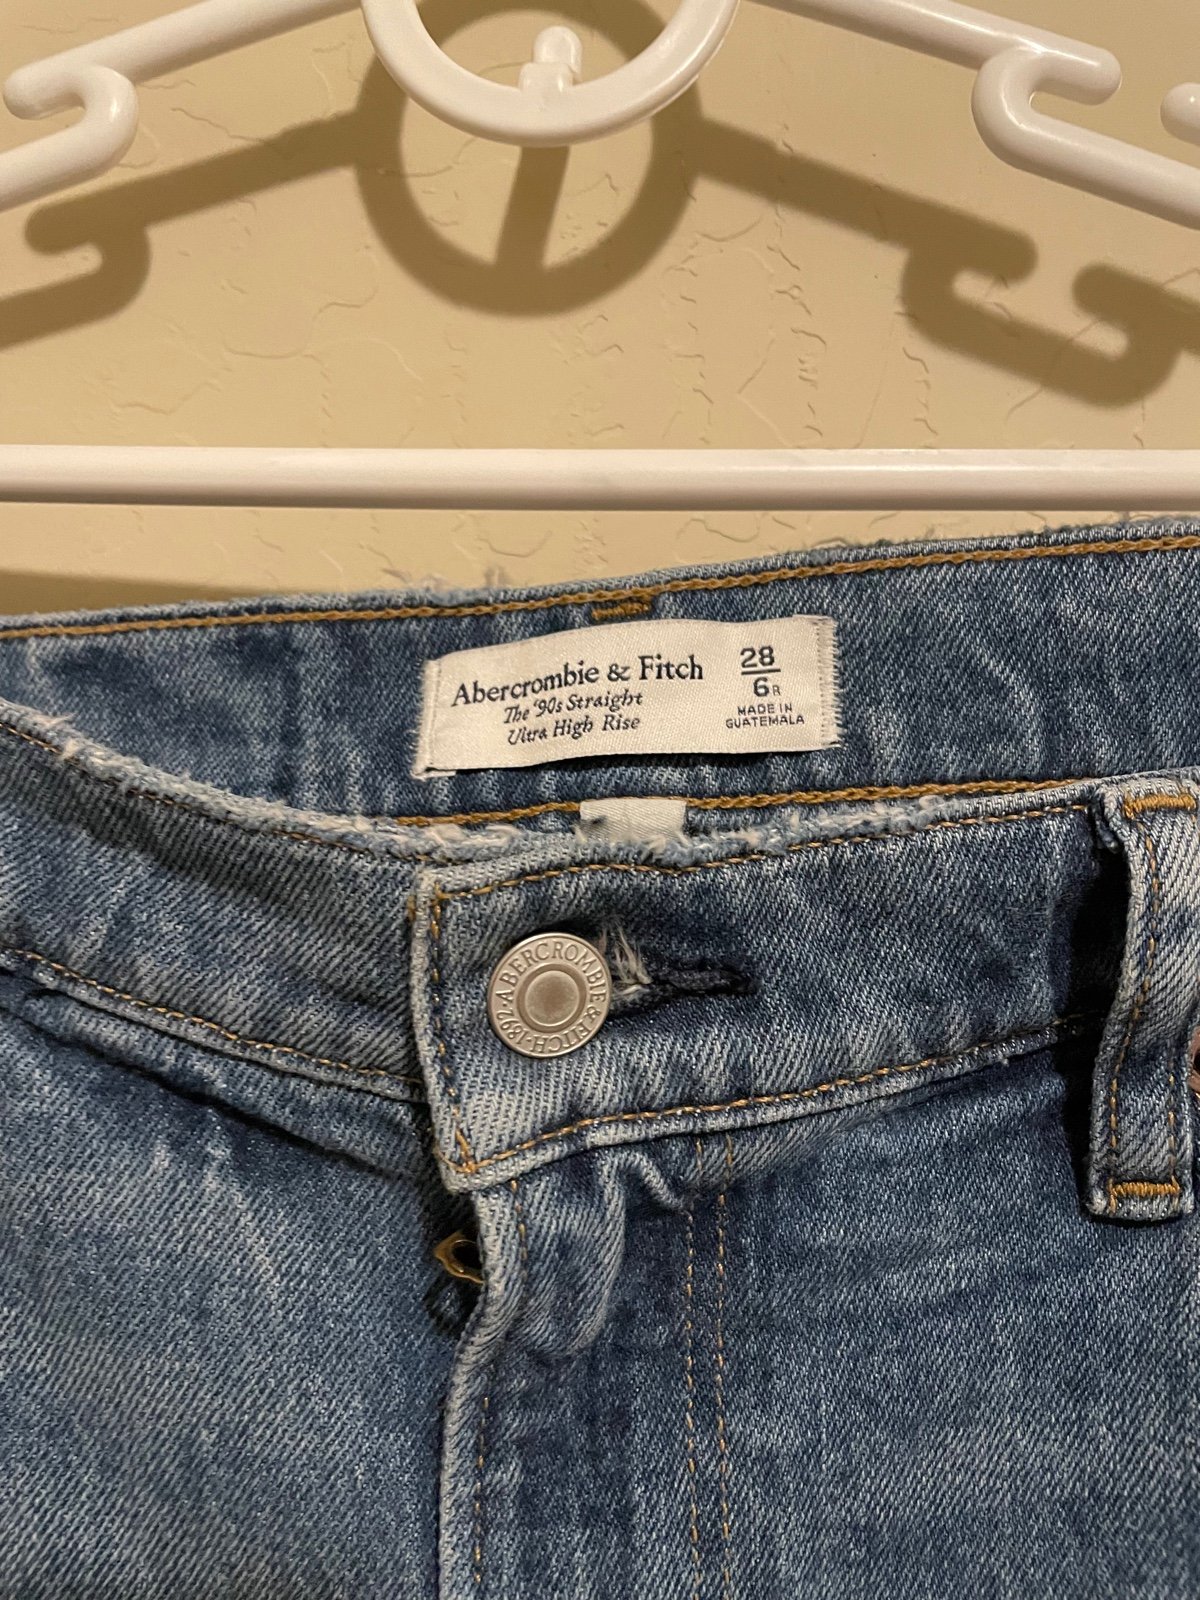 Abercrombie & Fitch
The '90s Straight
Ultra High Rise
28
6R
MADE IN
GUATEMALA
ABERCROMBIE & FITCH · 1892 ·